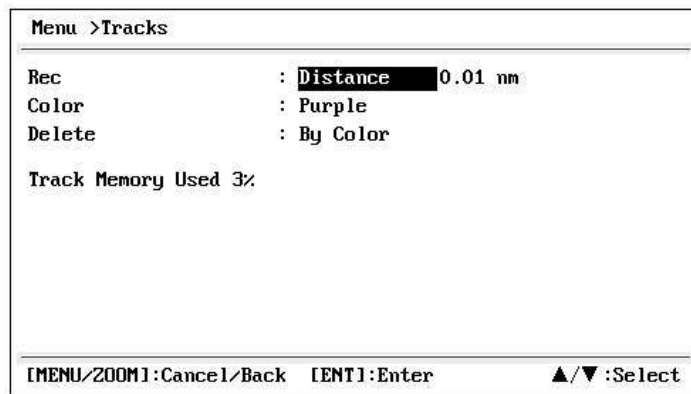 Menu >Tracks
Rec : Distance 0.01 nm
Color : Purple
Delete : By Color
Track Memory Used 3%
[MENU/ZOOM]:Cancel/Back [ENT]:Enter ▲/▼:Select